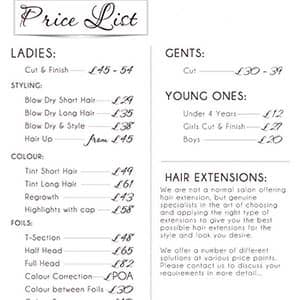 Price List
LADIES:
Cut & Finish £45 - 54
STYLING:
Blow Dry Short Hair £29
Blow Dry Long Hair £35
Blow Dry & Style £38
Hair Up from £45
COLOUR:
Tint Short Hair £49
Tint Long Hair £61
Regrowth £43
Highlights with cap £58
FOILS:
T-Section £48
Half Head £65
Full Head £82
Colour Correction £POA
Colour between Foils £30
GENTS:
Cut £30 - 39
YOUNG ONES:
Under 4 Years £12
Girls Cut & Finish £27
Boys £20
HAIR EXTENSIONS:
We are not a normal salon offering
hair extension, but genuine
specialists in the art of choosing
and applying the right type of
extensions to give you the best
possible hair extensions for the
style and look you desire.
We offer a number of different
solutions at various price points.
Please contact us to discuss your
requirements in more detail...